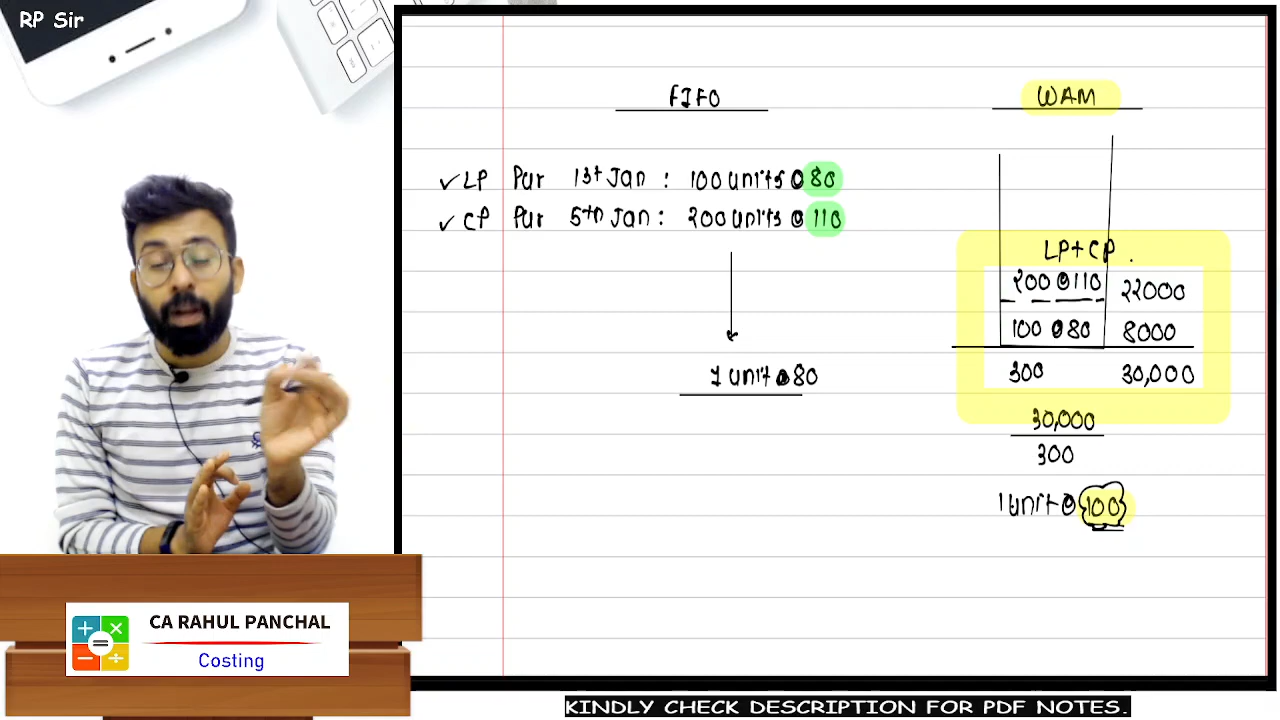 RP Sir
FIFO
✓ LP Pur 1st Jan : 100 units @ 80
✓ CP Pur 5th Jan : 200 units @ 110
1 unit @ 80
WAM
LP+CP.
200 @110 22000
100 @80 8000
300 30,000
30,000
300
1 unit @ 100
CA RAHUL PANCHAL
Costing
KINDLY CHECK DESCRIPTION FOR PDF NOTES.